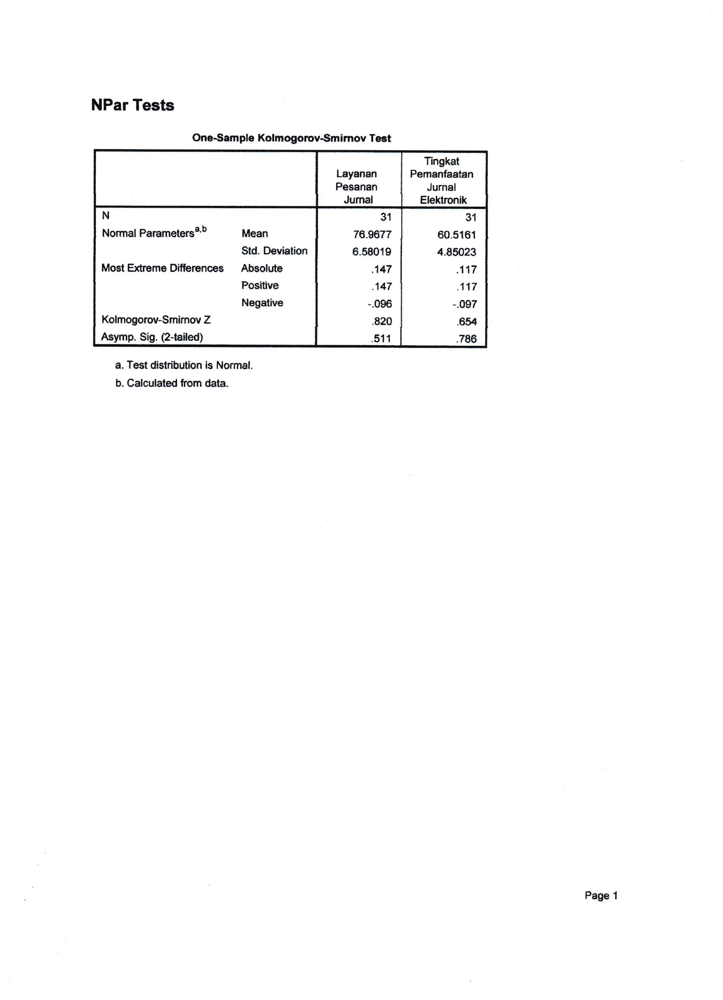 NPar Tests
One-Sample Kolmogorov-Smirnov Test
Layanan Pesanan Jurnal
Tingkat Pemanfaatan Jurnal Elektronik
N 31 31
Normal Parametersa,b Mean 76.9677 60.5161
Std. Deviation 6.58019 4.85023
Most Extreme Differences Absolute .147 .117
Positive .147 .117
Negative -.096 -.097
Kolmogorov-Smirnov Z .820 .654
Asymp. Sig. (2-tailed) .511 .786
a. Test distribution is Normal.
b. Calculated from data.
Page 1